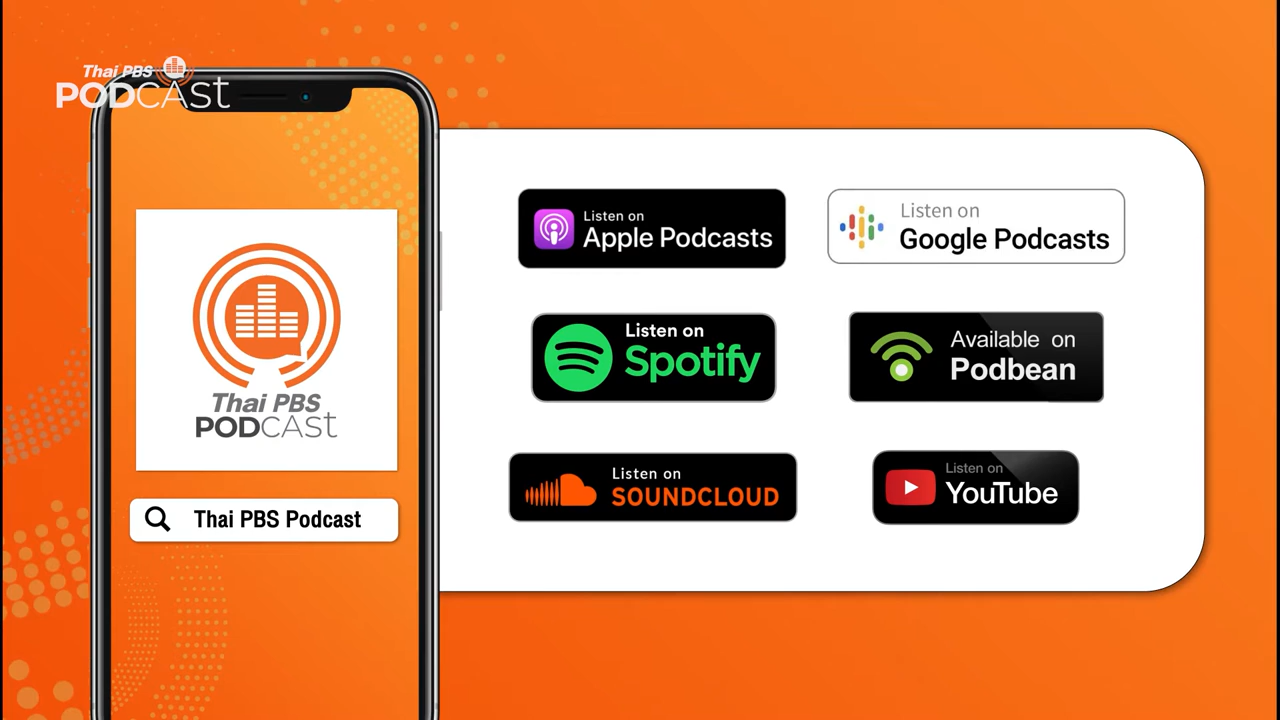 Thai PBS
PODCAST
Thai PBS
PODCAST
Thai PBS Podcast
Listen on
Apple Podcasts
Listen on
Google Podcasts
Listen on
Spotify
Available on
Podbean
Listen on
SOUNDCLOUD
Listen on
YouTube